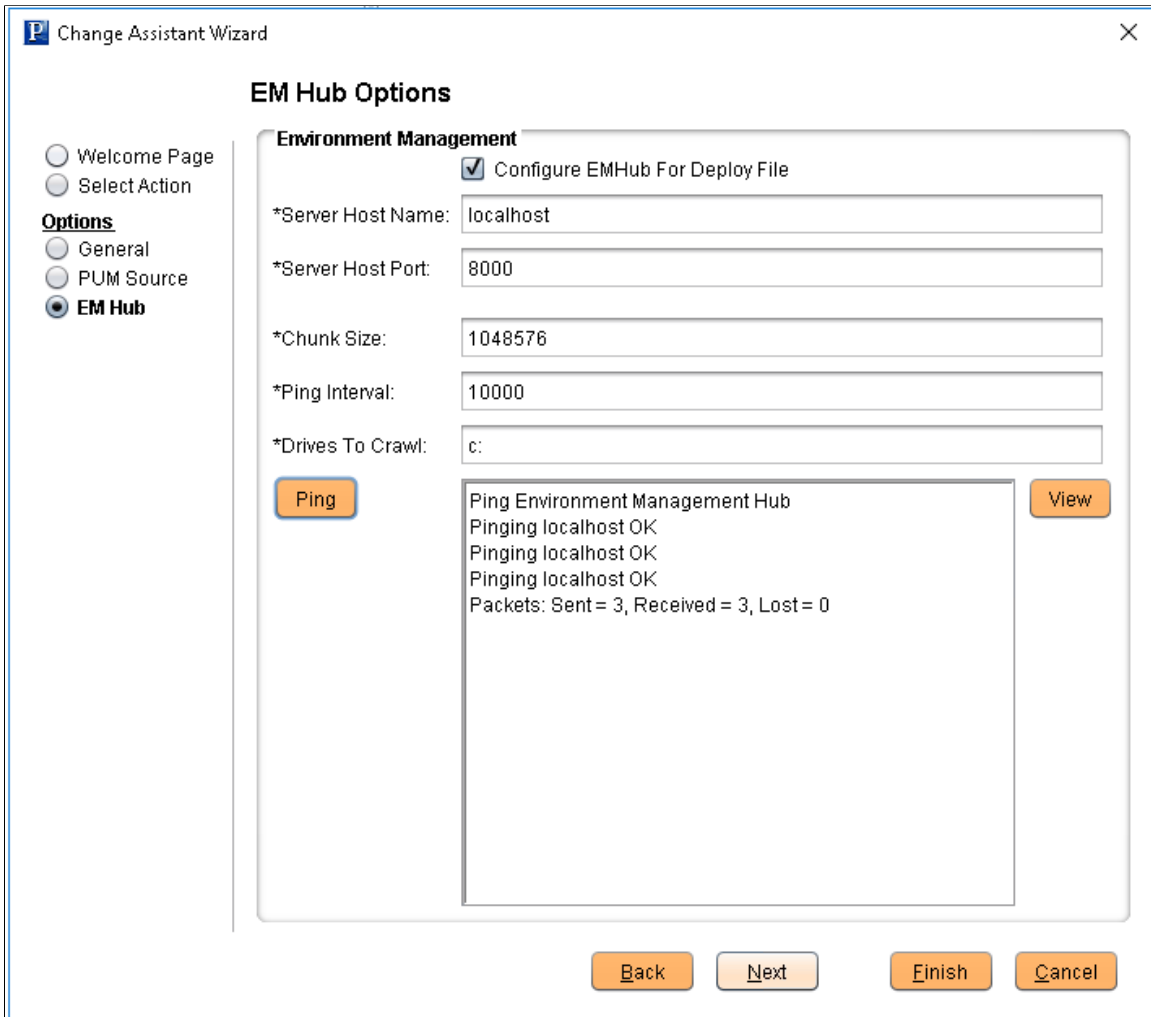 P Change Assistant Wizard
EM Hub Options
Welcome Page
Select Action
Options
General
PUM Source
EM Hub
Environment Management
Configure EMHub For Deploy File
*Server Host Name: localhost
*Server Host Port: 8000
*Chunk Size: 1048576
*Ping Interval: 10000
*Drives To Crawl: c:
Ping
Ping Environment Management Hub
Pinging localhost OK
Pinging localhost OK
Pinging localhost OK
Packets: Sent = 3, Received = 3, Lost = 0
View
Back Next Finish Cancel